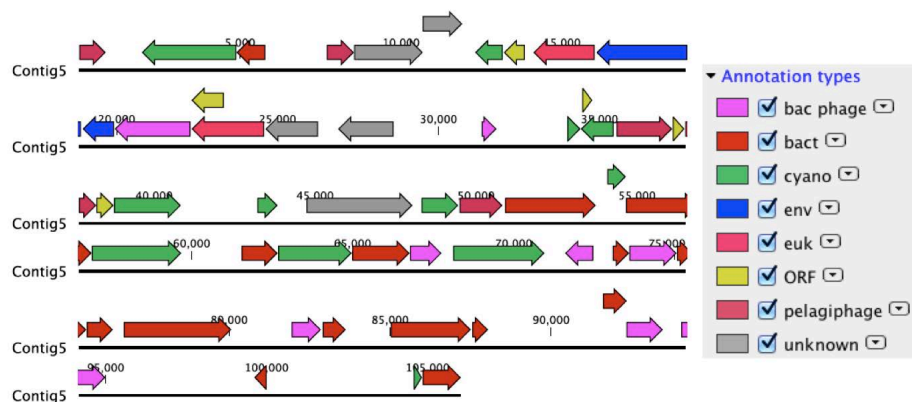 5,000 10,000 15,000
Contig5
20,000 25,000 30,000 35,000
Contig5
40,000 45,000 50,000 55,000
Contig5
60,000 65,000 70,000 75,000
Contig5
80,000 85,000 90,000
Contig5
95,000 100,000 105,000
Contig5
Annotation types
bac phage
bact
cyano
env
euk
ORF
pelagiphage
unknown